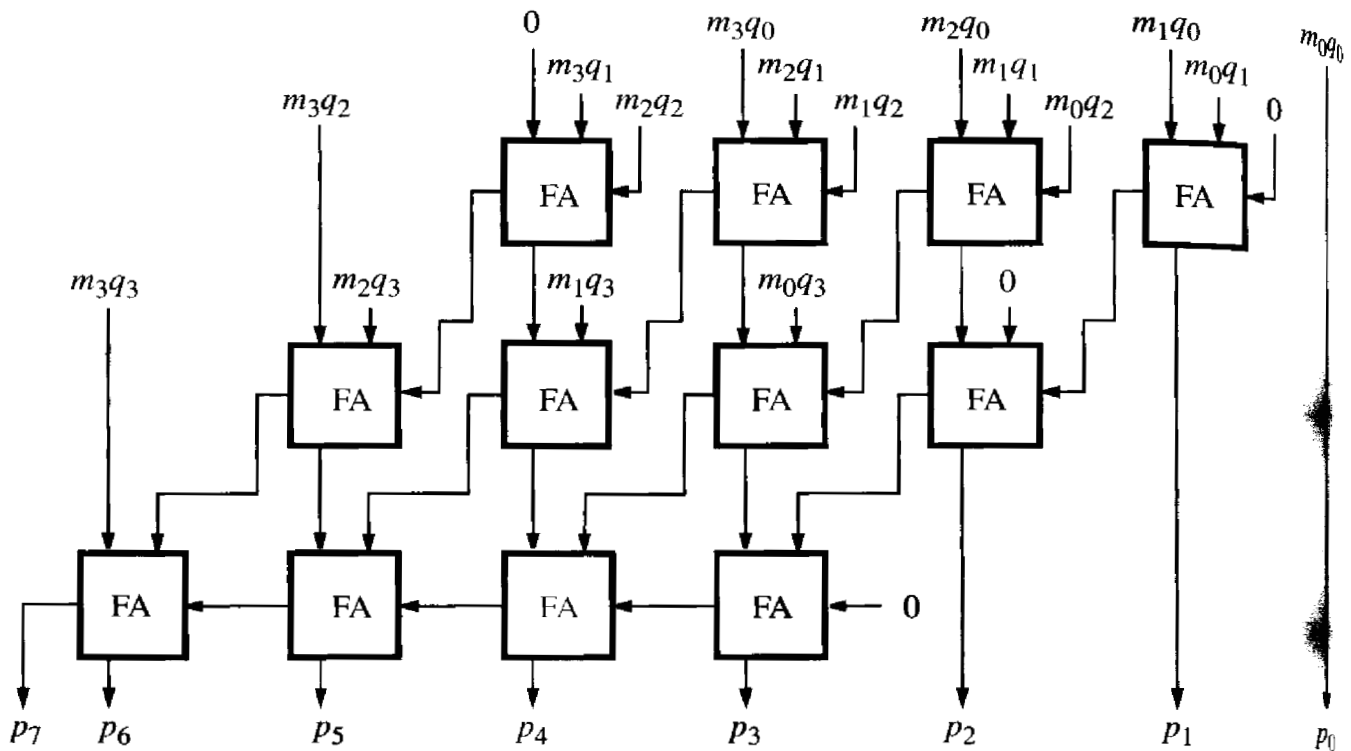 0 m₃q₀ m₂q₀ m₁q₀ m₀q₀
m₃q₁ m₂q₁ m₁q₁ m₀q₁
m₃q₂ m₂q₂ m₁q₂ m₀q₂ 0
FA FA FA FA
m₃q₃ m₂q₃ m₁q₃ m₀q₃ 0
FA FA FA FA
FA FA FA FA 0
p₇ p₆ p₅ p₄ p₃ p₂ p₁ p₀